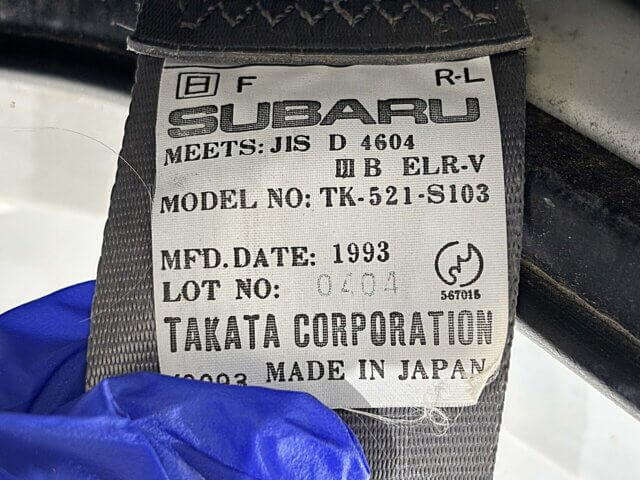 日 F R-L
SUBARU
MEETS: JIS D 4604
III B ELR-V
MODEL NO: TK-521-S103
MFD. DATE: 1993
LOT NO: 0404
567015
TAKATA CORPORATION
MADE IN JAPAN